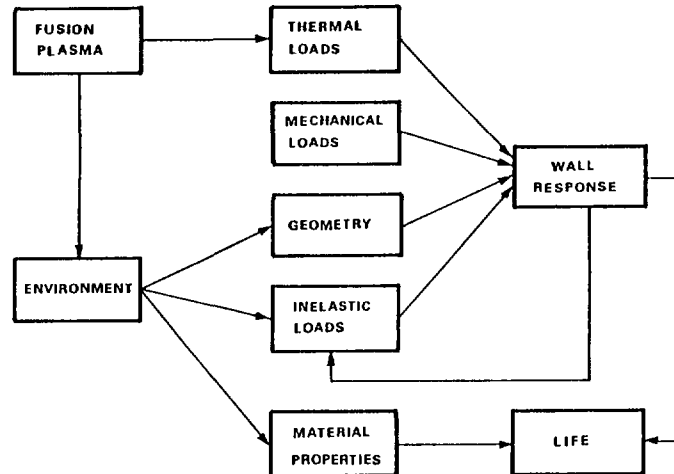 FUSION
PLASMA
THERMAL
LOADS
MECHANICAL
LOADS
WALL
RESPONSE
GEOMETRY
ENVIRONMENT
INELASTIC
LOADS
MATERIAL
PROPERTIES
LIFE